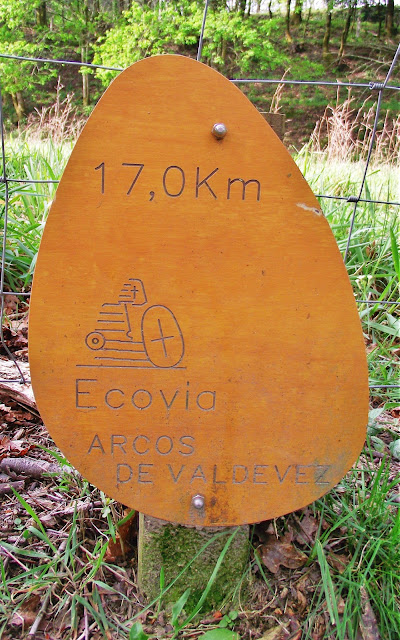 17,0Km
Ecovia
ARCOS
DE VALDEVEZ